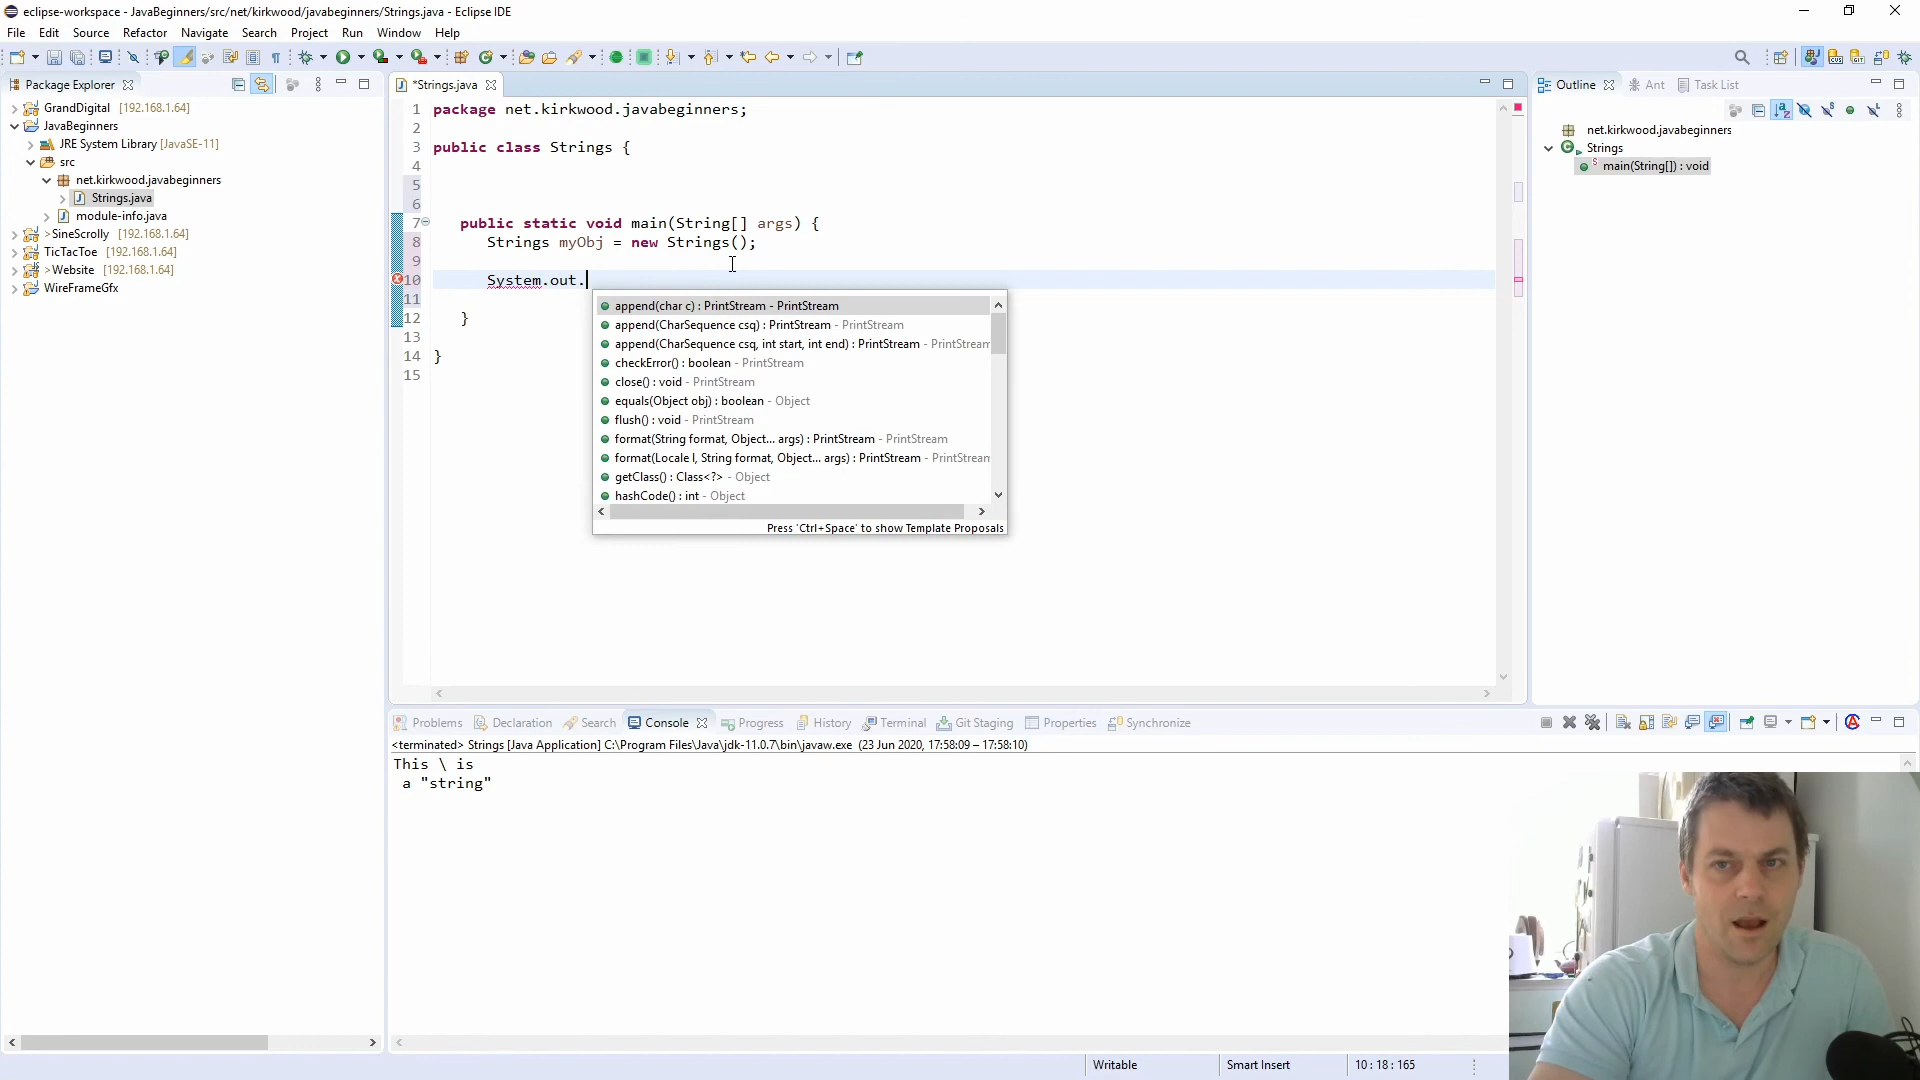 eclipse-workspace - JavaBeginners/src/net/kirkwood/javabeginners/Strings.java - Eclipse IDE
File Edit Source Refactor Navigate Search Project Run Window Help
Package Explorer
GrandDigital [192.168.1.64]
JavaBeginners
JRE System Library [JavaSE-11]
src
net.kirkwood.javabeginners
Strings.java
module-info.java
>SineScrolly [192.168.1.64]
TicTacToe [192.168.1.64]
>Website [192.168.1.64]
WireFrameGfx
*Strings.java
1 package net.kirkwood.javabeginners;
2
3 public class Strings {
4
5
6
7 public static void main(String[] args) {
8 Strings myObj = new Strings();
9
10 System.out.
11
12 }
13
14 }
15
append(char c) : PrintStream - PrintStream
append(CharSequence csq) : PrintStream - PrintStream
append(CharSequence csq, int start, int end) : PrintStream - PrintStream
checkError() : boolean - PrintStream
close() : void - PrintStream
equals(Object obj) : boolean - Object
flush() : void - PrintStream
format(String format, Object... args) : PrintStream - PrintStream
format(Locale l, String format, Object... args) : PrintStream - PrintStream
getClass() : Class<?> - Object
hashCode() : int - Object
Press 'Ctrl+Space' to show Template Proposals
Outline Ant Task List
net.kirkwood.javabeginners
Strings
main(String[]) : void
Problems Declaration Search Console Progress History Terminal Git Staging Properties Synchronize
<terminated> Strings [Java Application] C:\Program Files\Java\jdk-11.0.7\bin\javaw.exe (23 Jun 2020, 17:58:09 – 17:58:10)
This \ is
a "string"
Writable Smart Insert 10 : 18 : 165